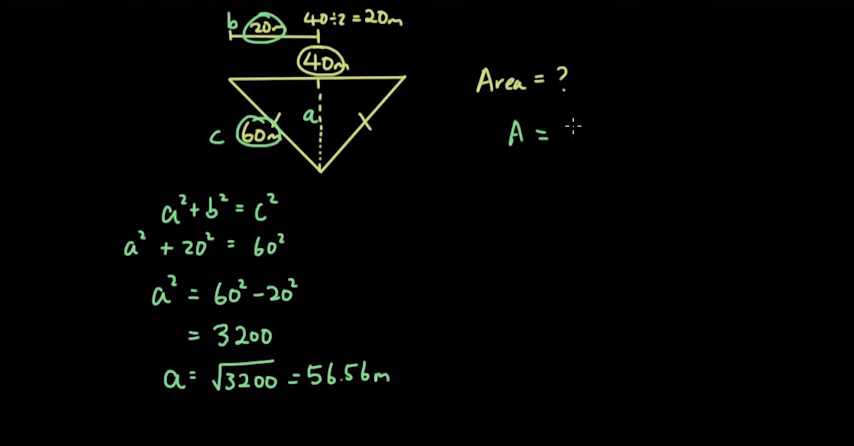 b 20m 40÷2 = 20m
40m
Area = ?
a
c 60m
A =
a² + b² = c²
a² + 20² = 60²
a² = 60² - 20²
= 3200
a = √3200 = 56.56m